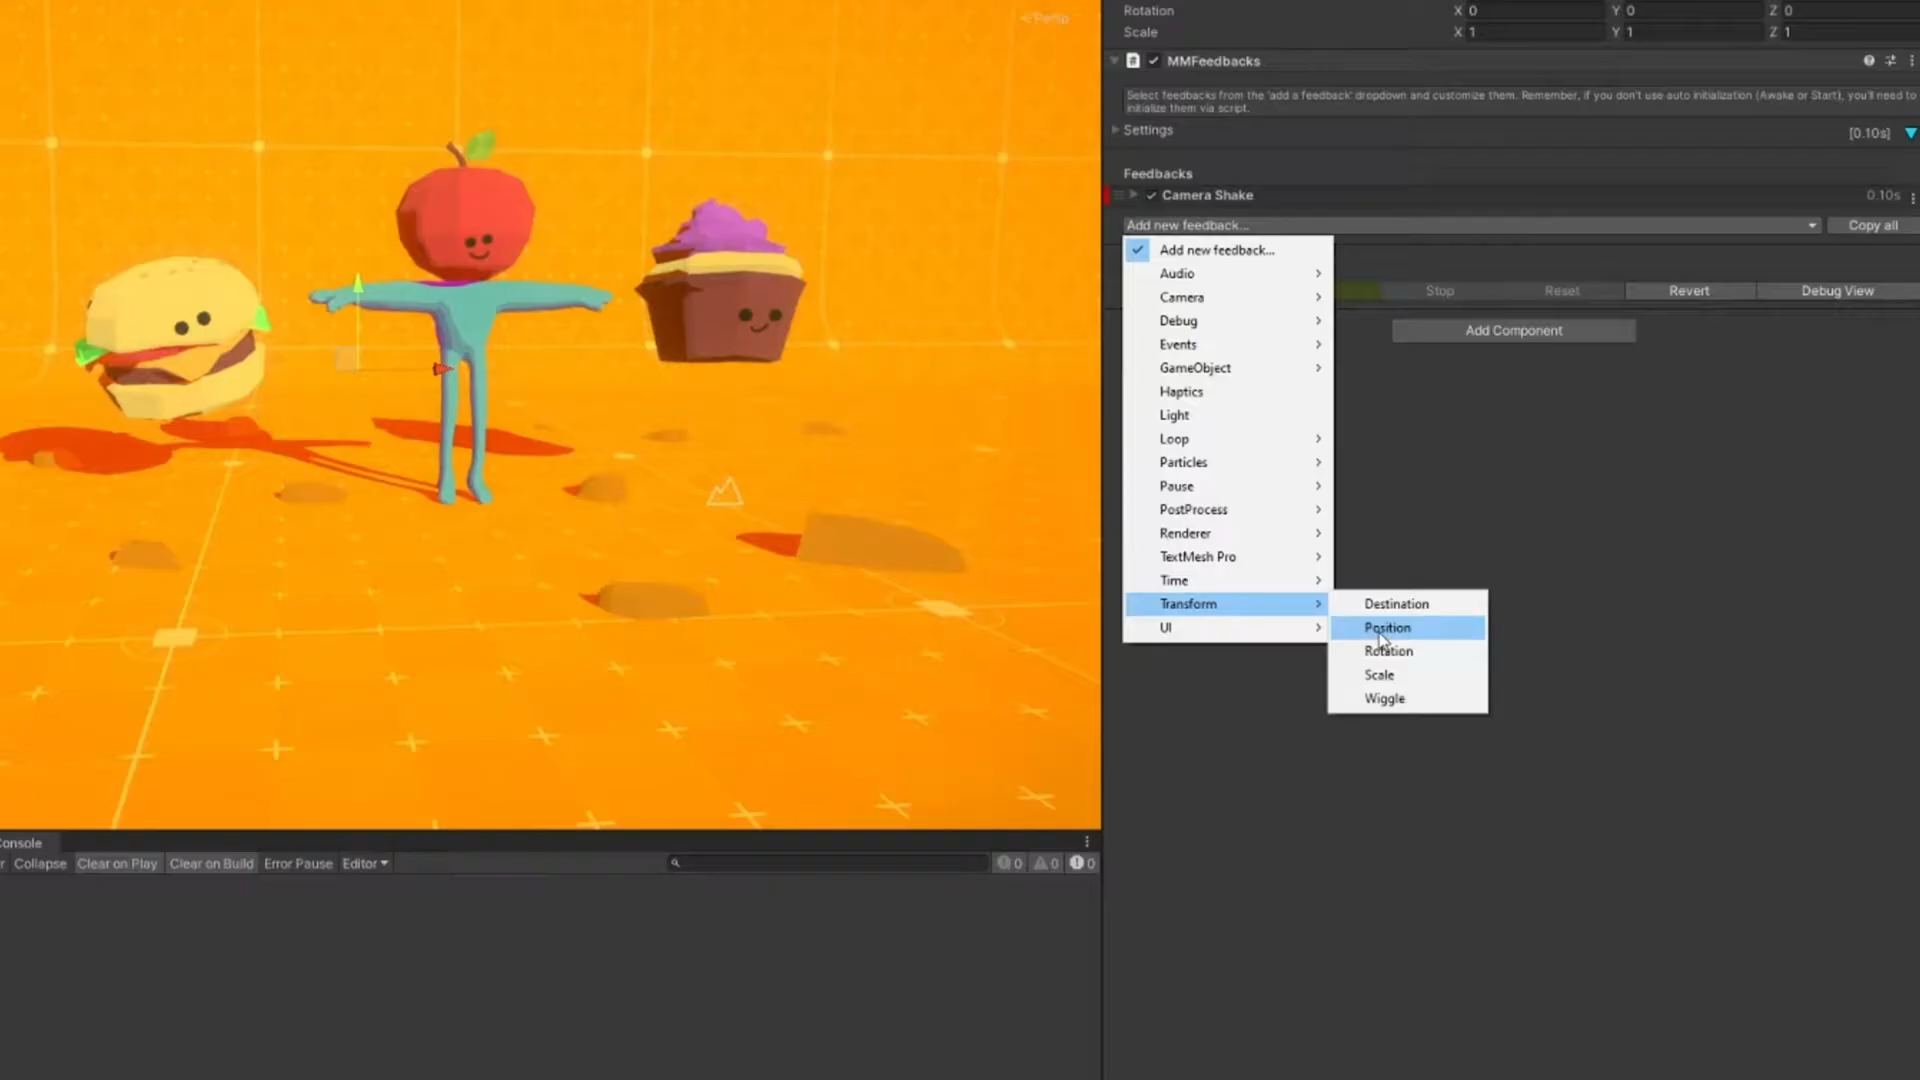 Persp
Rotation X 0 Y 0 Z 0
Scale X 1 Y 1 Z 1
# MMFeedbacks
Select feedbacks from the 'add a feedback' dropdown and customize them. Remember, if you don't use auto initialization (Awake or Start), you'll need to
initialize them via script.
Settings [0.10s]
Feedbacks
Camera Shake 0.10s
Add new feedback... Copy all
Add new feedback...
Audio
Camera
Debug
Events
GameObject
Haptics
Light
Loop
Particles
Pause
PostProcess
Renderer
TextMesh Pro
Time
Transform
UI
Destination
Position
Rotation
Scale
Wiggle
Stop Reset Revert Debug View
Add Component
Console
r Collapse Clear on Play Clear on Build Error Pause Editor 0 0 0